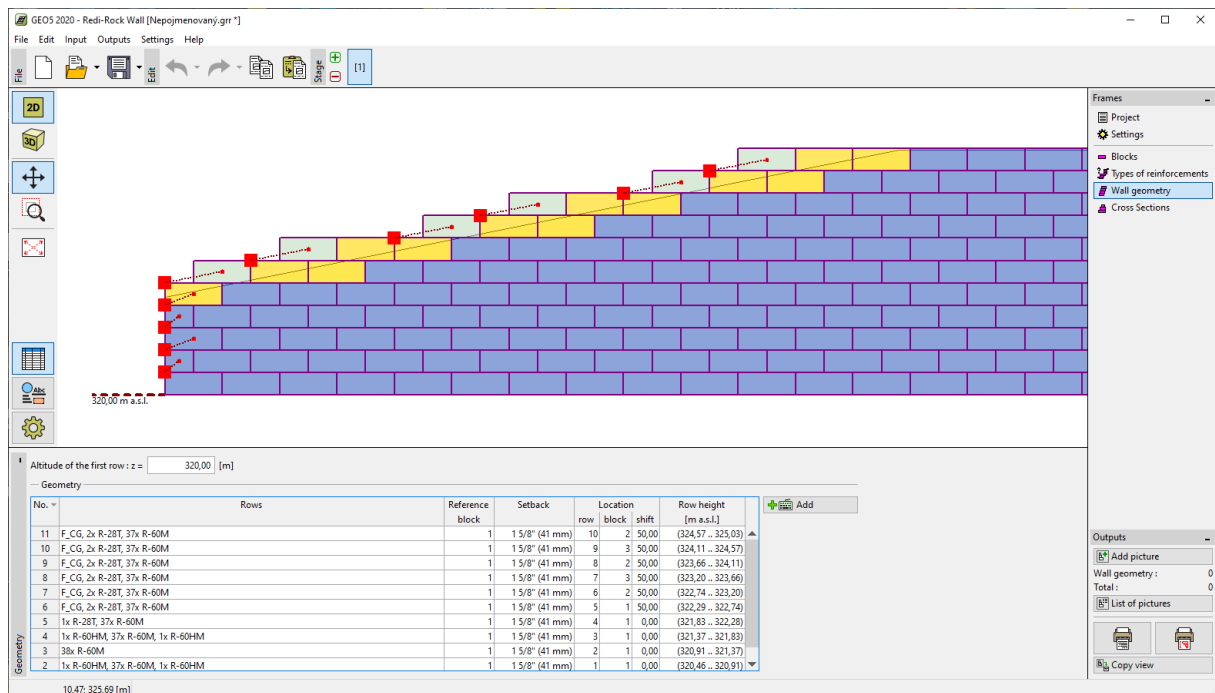 GEO5 2020 - Redi-Rock Wall [Nepojmenovaný.grr *]
File Edit Input Outputs Settings Help
File
Edit
Stage
[1]
2D
3D
Abc
320,00 m a.s.l.
Frames
Project
Settings
Blocks
Types of reinforcements
Wall geometry
Cross Sections
Altitude of the first row : z = 320,00 [m]
Geometry
No. Rows Reference block Setback Location row block shift Row height [m a.s.l.]
11 F_CG, 2x R-28T, 37x R-60M 1 1 5/8" (41 mm) 10 2 50,00 (324,57 .. 325,03)
10 F_CG, 2x R-28T, 37x R-60M 1 1 5/8" (41 mm) 9 3 50,00 (324,11 .. 324,57)
9 F_CG, 2x R-28T, 37x R-60M 1 1 5/8" (41 mm) 8 2 50,00 (323,66 .. 324,11)
8 F_CG, 2x R-28T, 37x R-60M 1 1 5/8" (41 mm) 7 3 50,00 (323,20 .. 323,66)
7 F_CG, 2x R-28T, 37x R-60M 1 1 5/8" (41 mm) 6 2 50,00 (322,74 .. 323,20)
6 F_CG, 2x R-28T, 37x R-60M 1 1 5/8" (41 mm) 5 1 50,00 (322,29 .. 322,74)
5 1x R-28T, 37x R-60M 1 1 5/8" (41 mm) 4 1 0,00 (321,83 .. 322,28)
4 1x R-60HM, 37x R-60M, 1x R-60HM 1 1 5/8" (41 mm) 3 1 0,00 (321,37 .. 321,83)
3 38x R-60M 1 1 5/8" (41 mm) 2 1 0,00 (320,91 .. 321,37)
2 1x R-60HM, 37x R-60M, 1x R-60HM 1 1 5/8" (41 mm) 1 1 0,00 (320,46 .. 320,91)
Add
Geometry
Outputs
Add picture
Wall geometry : 0
Total : 0
List of pictures
Copy view
10,47; 325,69 [m]